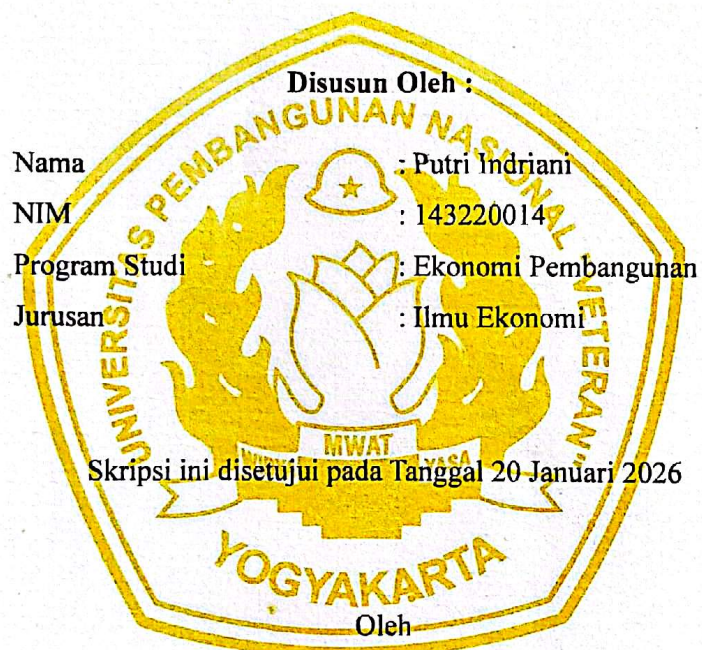 Disusun Oleh :
UNIVERSITAS PEMBANGUNAN NASIONAL "VETERAN"
Nama : Putri Indriani
NIM : 143220014
Program Studi : Ekonomi Pembangunan
Jurusan : Ilmu Ekonomi
MWAT YASA
Skripsi ini disetujui pada Tanggal 20 Januari 2026
YOGYAKARTA
Oleh